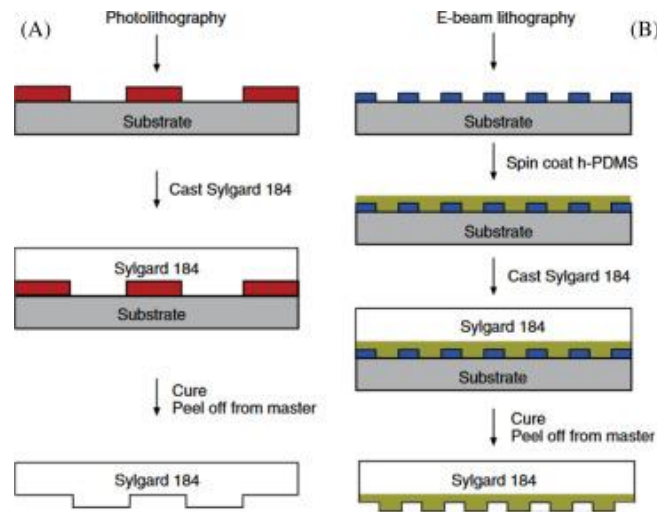 (A)
Photolithography
Substrate
Cast Sylgard 184
Sylgard 184
Substrate
Cure
Peel off from master
Sylgard 184
E-beam lithography
(B)
Substrate
Spin coat h-PDMS
Substrate
Cast Sylgard 184
Sylgard 184
Substrate
Cure
Peel off from master
Sylgard 184